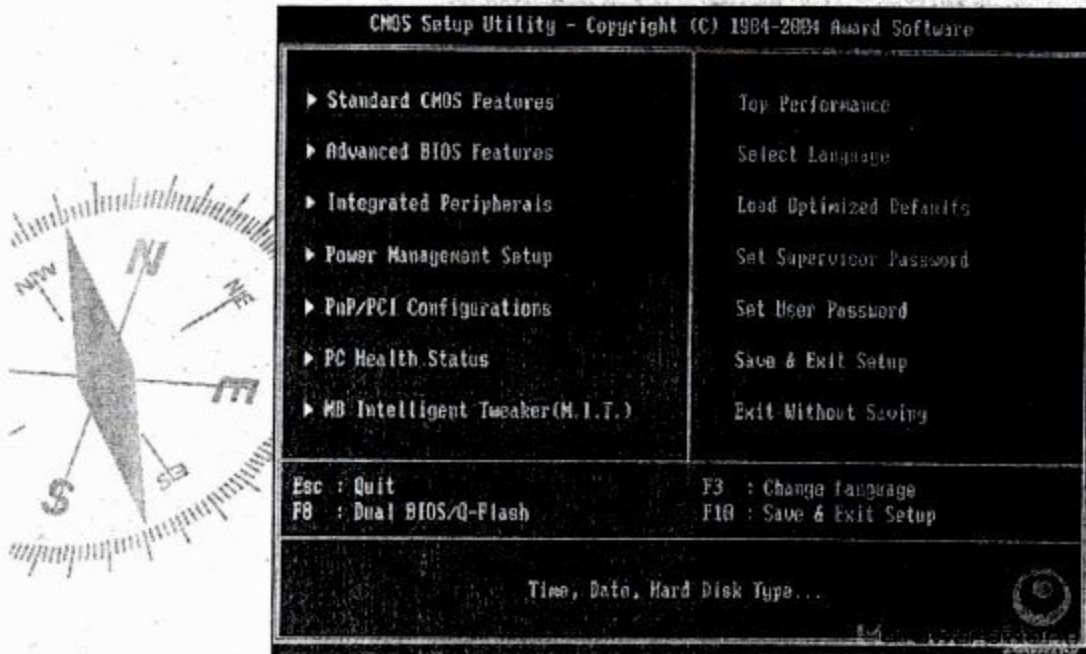 CMOS Setup Utility - Copyright (C) 1984-2004 Award Software
▶ Standard CMOS Features
▶ Advanced BIOS Features
▶ Integrated Peripherals
▶ Power Management Setup
▶ PnP/PCI Configurations
▶ PC Health Status
▶ MB Intelligent Tweaker(M.I.T.)
Top Performance
Select Language
Load Optimized Defaults
Set Supervisor Password
Set User Password
Save & Exit Setup
Exit Without Saving
Esc : Quit
F8 : Dual BIOS/Q-Flash
F3 : Change Language
F10 : Save & Exit Setup
Time, Date, Hard Disk Type...
N
NE
E
ES
S
NW